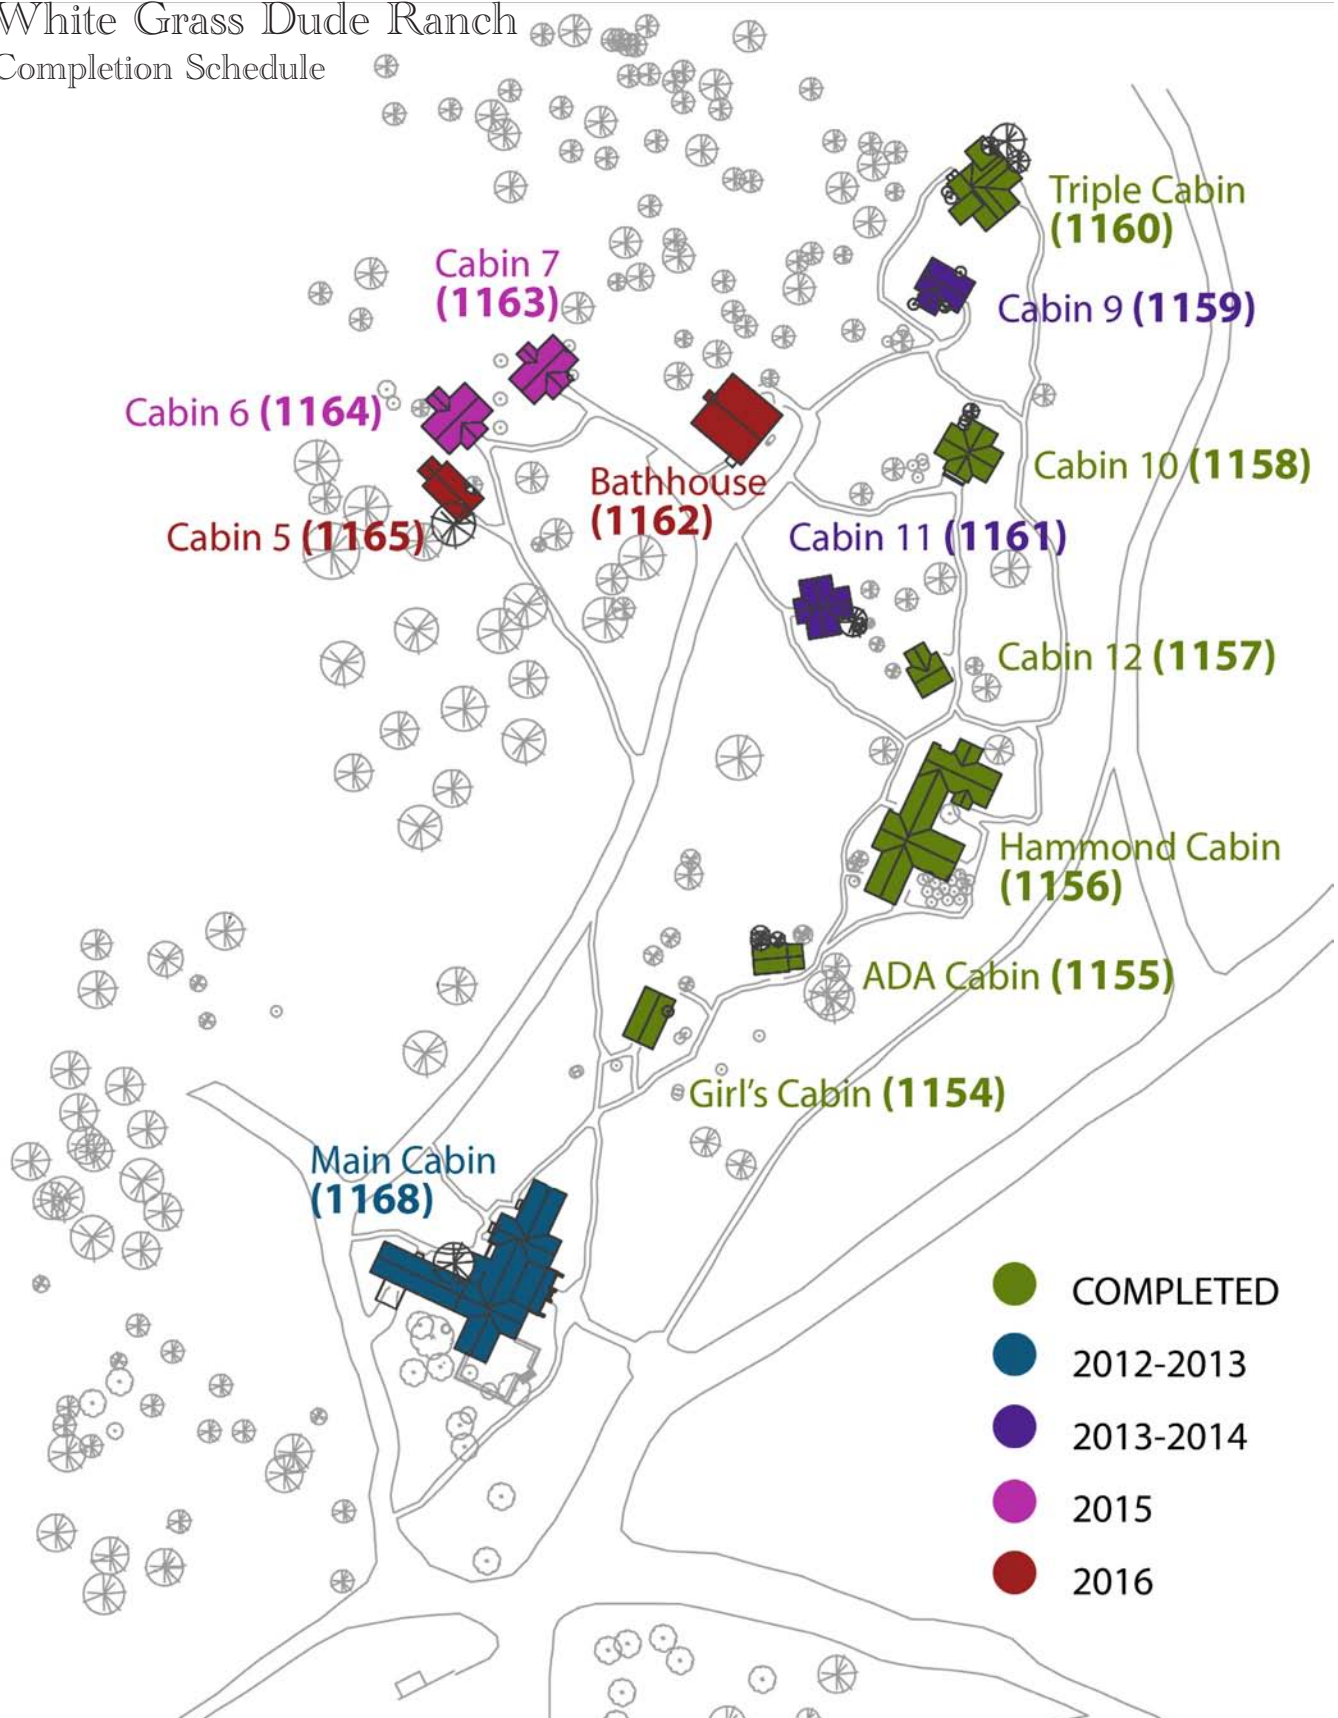 White Grass Dude Ranch
Completion Schedule
Triple Cabin
(1160)
Cabin 7
(1163)
Cabin 9 (1159)
Cabin 6 (1164)
Cabin 10 (1158)
Bathhouse
(1162)
Cabin 5 (1165)
Cabin 11 (1161)
Cabin 12 (1157)
Hammond Cabin
(1156)
ADA Cabin (1155)
Girl's Cabin (1154)
Main Cabin
(1168)
COMPLETED
2012-2013
2013-2014
2015
2016